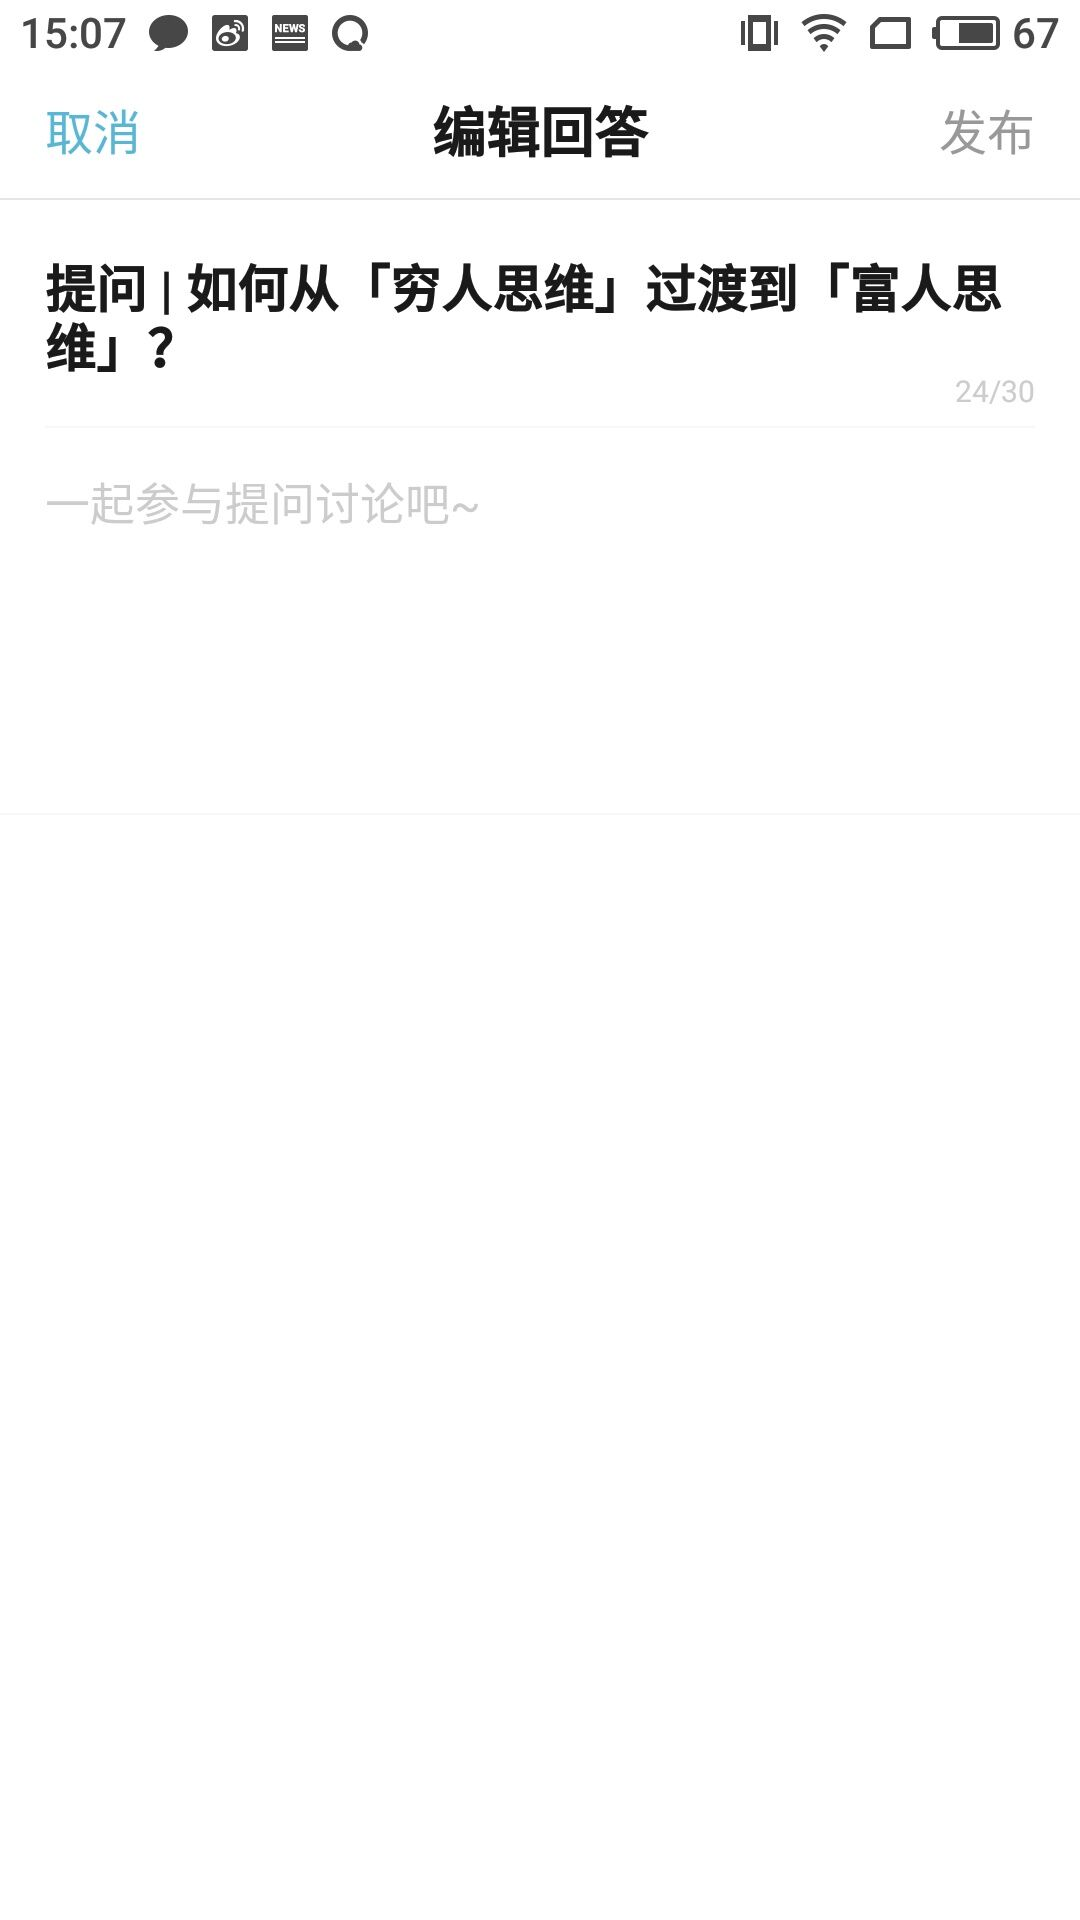 15:07 NEWS 67
取消 编辑回答 发布
提问 | 如何从「穷人思维」过渡到「富人思
维」？
24/30
一起参与提问讨论吧~